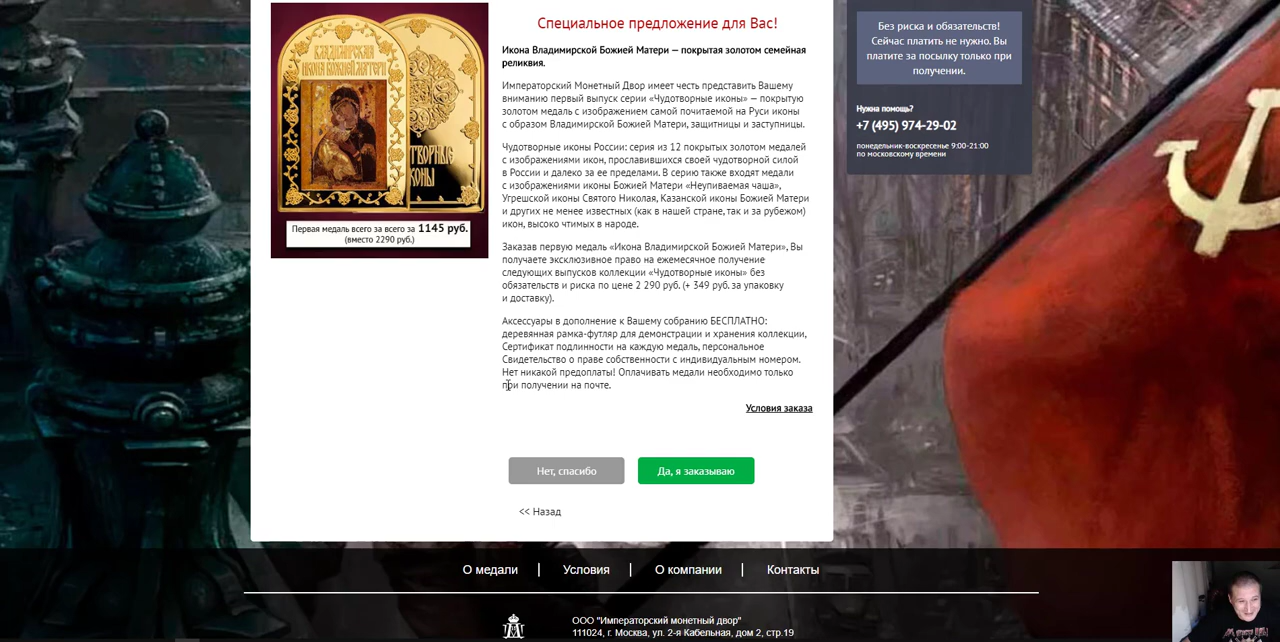 Специальное предложение для Вас!
Икона Владимирской Божией Матери — покрытая золотом семейная
реликвия.
Императорский Монетный Двор имеет честь представить Вашему
вниманию первый выпуск серии «Чудотворные иконы» — покрытую
золотом медаль с изображением самой почитаемой на Руси иконы
с образом Владимирской Божией Матери, защитницы и заступницы.
Чудотворные иконы России: серия из 12 покрытых золотом медалей
с изображениями икон, прославившихся своей чудотворной силой
в России и далеко за ее пределами. В серию также входят медали
с изображениями иконы Божией Матери «Неупиваемая чаша»,
Угрешской иконы Святого Николая, Казанской иконы Божией Матери
и других не менее известных (как в нашей стране, так и за рубежом)
икон, высоко чтимых в народе.
Заказав первую медаль «Икона Владимирской Божией Матери», Вы
получаете эксклюзивное право на ежемесячное получение
следующих выпусков коллекции «Чудотворные иконы» без
обязательств и риска по цене 2 290 руб. (+ 349 руб. за упаковку
и доставку).
Аксессуары в дополнение к Вашему собранию БЕСПЛАТНО:
деревянная рамка-футляр для демонстрации и хранения коллекции,
Сертификат подлинности на каждую медаль, персональное
Свидетельство о праве собственности с индивидуальным номером.
Нет никакой предоплаты! Оплачивать медали необходимо только
при получении на почте.
Условия заказа
Нет, спасибо
Да, я заказываю
<< Назад
ВЛАДИМИРСКАЯ
ИКОНА БОЖИЕЙ МАТЕРИ
Первая медаль всего за всего за 1145 руб.
(вместо 2290 руб.)
Без риска и обязательств!
Сейчас платить не нужно. Вы
платите за посылку только при
получении.
Нужна помощь?
+7 (495) 974-29-02
понедельник-воскресенье 9:00-21:00
по московскому времени
О медали | Условия | О компании | Контакты
ООО "Императорский монетный двор"
111024, г. Москва, ул. 2-я Кабельная, дом 2, стр.19